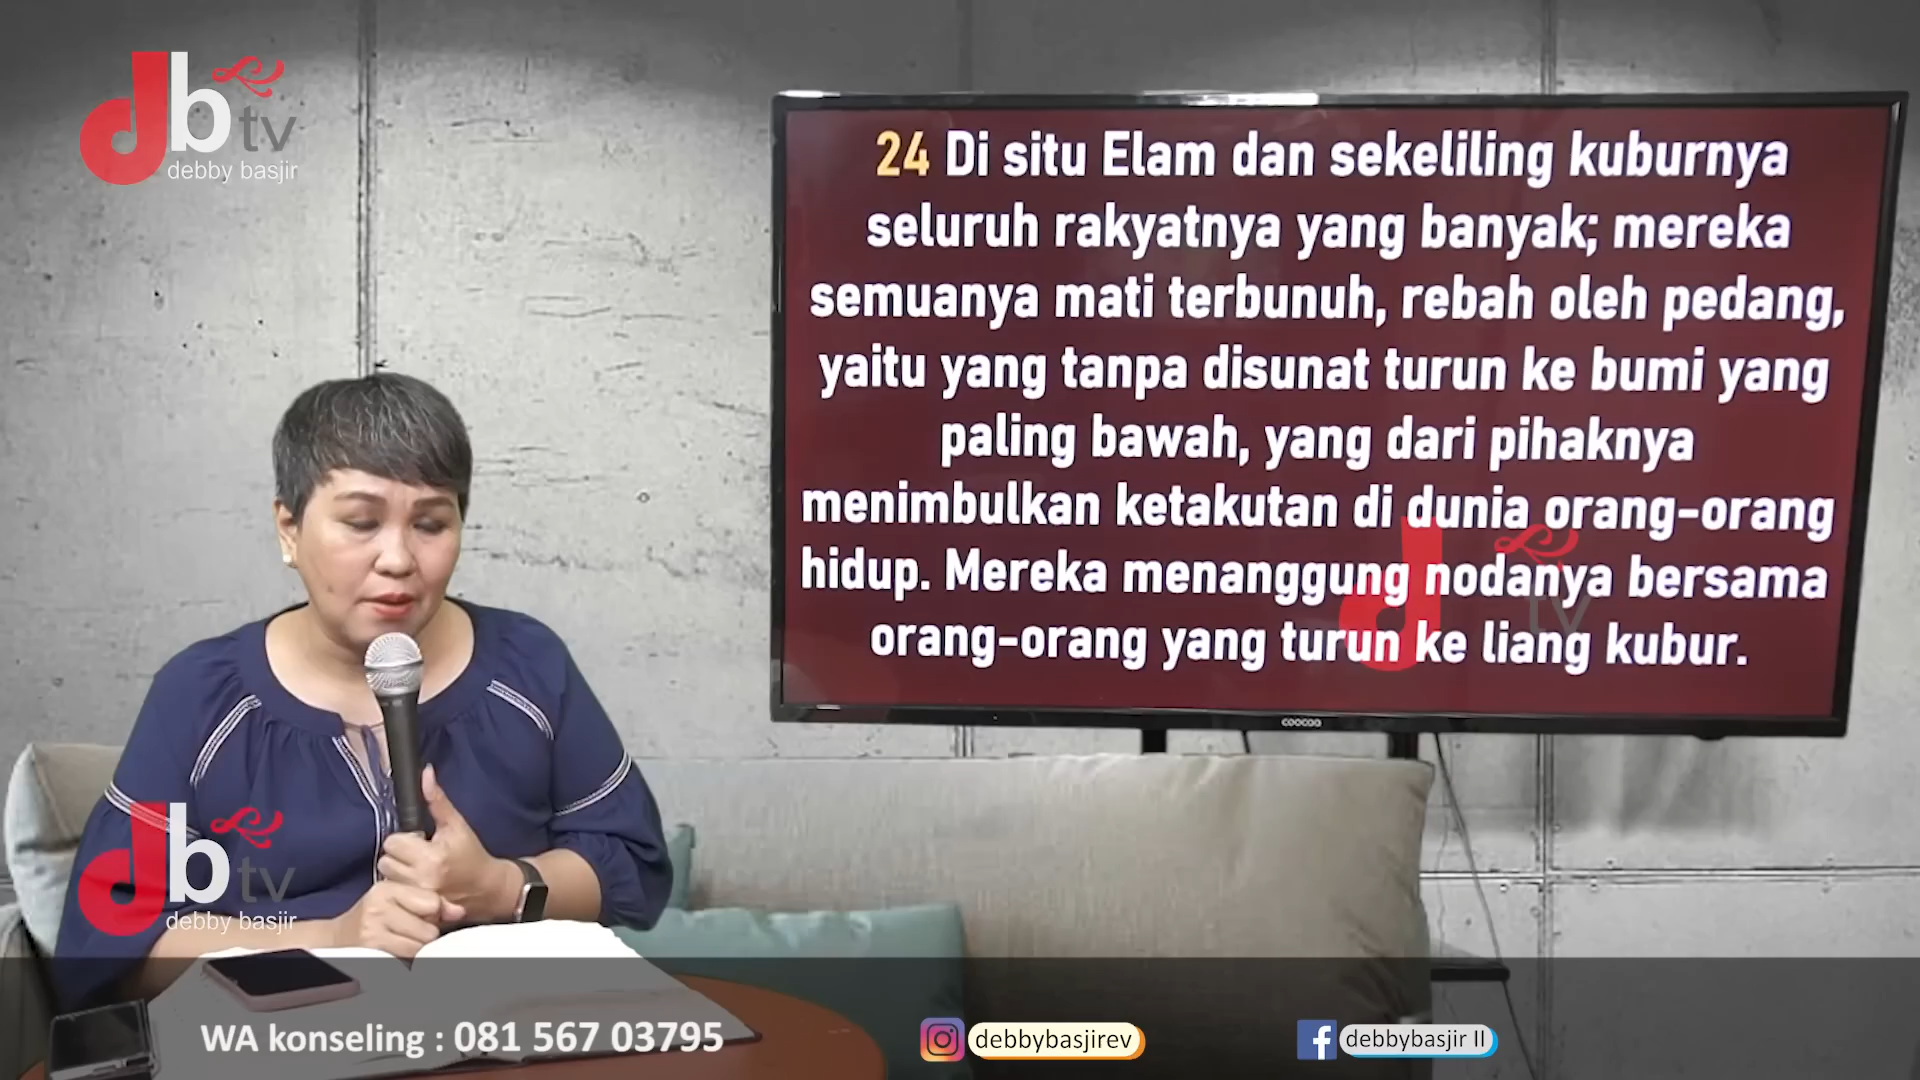 db tv
debby basjir
24 Di situ Elam dan sekeliling kuburnya
seluruh rakyatnya yang banyak; mereka
semuanya mati terbunuh, rebah oleh pedang,
yaitu yang tanpa disunat turun ke bumi yang
paling bawah, yang dari pihaknya
menimbulkan ketakutan di dunia orang-orang
hidup. Mereka menanggung nodanya bersama
orang-orang yang turun ke liang kubur.
coocaa
d tv
db tv
debby basjir
WA konseling : 081 567 03795
debbybasjirev
debbybasjir II